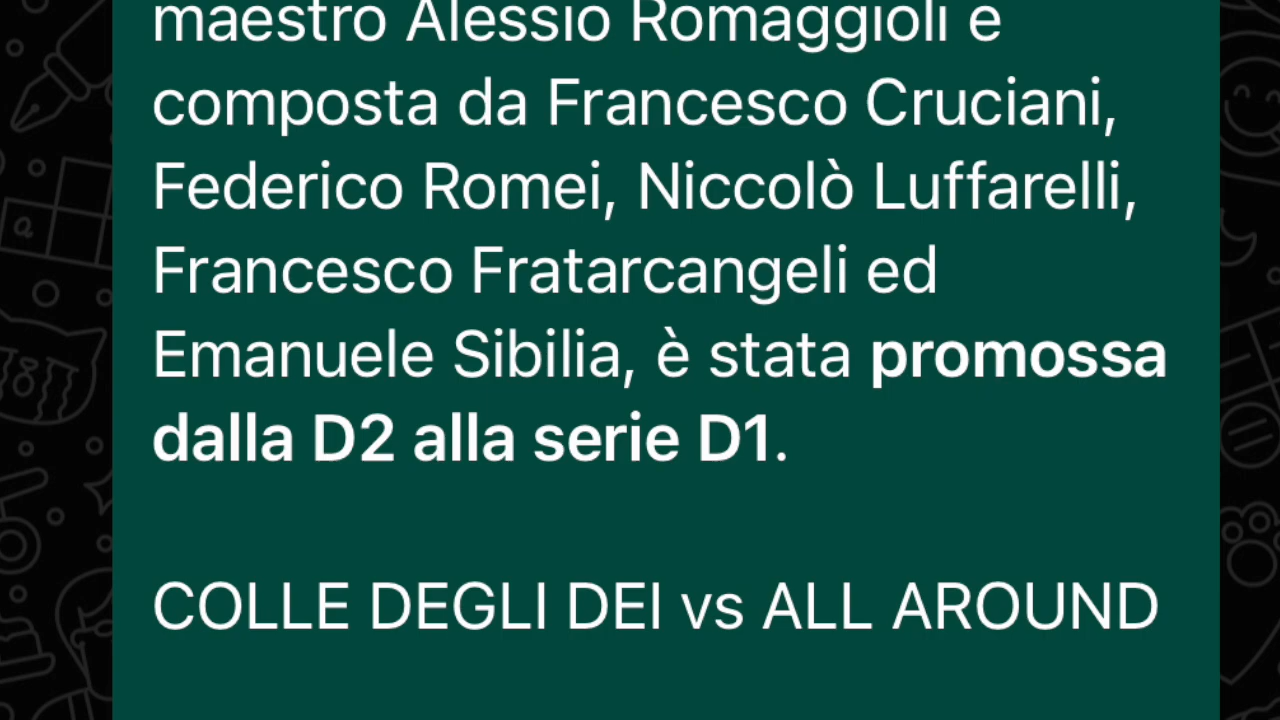 maestro Alessio Romaggioli e
composta da Francesco Cruciani,
Federico Romei, Niccolò Luffarelli,
Francesco Fratarcangeli ed
Emanuele Sibilia, è stata promossa
dalla D2 alla serie D1.
COLLE DEGLI DEI vs ALL AROUND